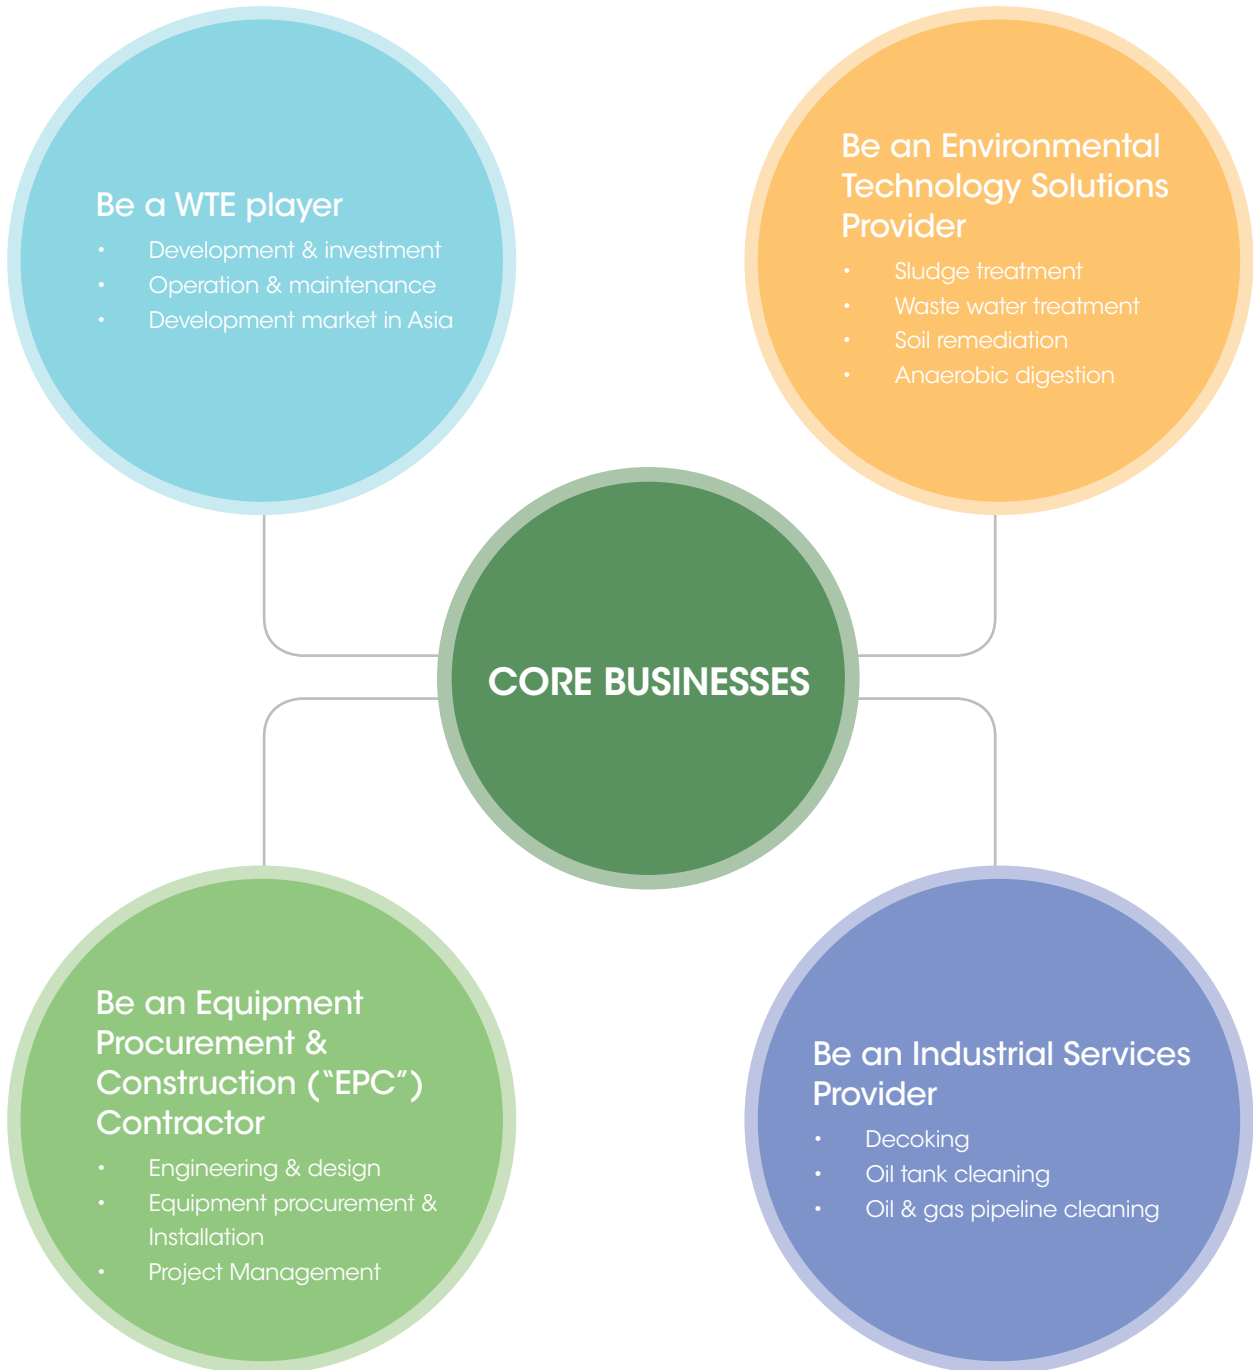 Be a WTE player
• Development & investment
• Operation & maintenance
• Development market in Asia
Be an Environmental
Technology Solutions
Provider
• Sludge treatment
• Waste water treatment
• Soil remediation
• Anaerobic digestion
CORE BUSINESSES
Be an Equipment
Procurement &
Construction (“EPC”)
Contractor
• Engineering & design
• Equipment procurement &
Installation
• Project Management
Be an Industrial Services
Provider
• Decoking
• Oil tank cleaning
• Oil & gas pipeline cleaning